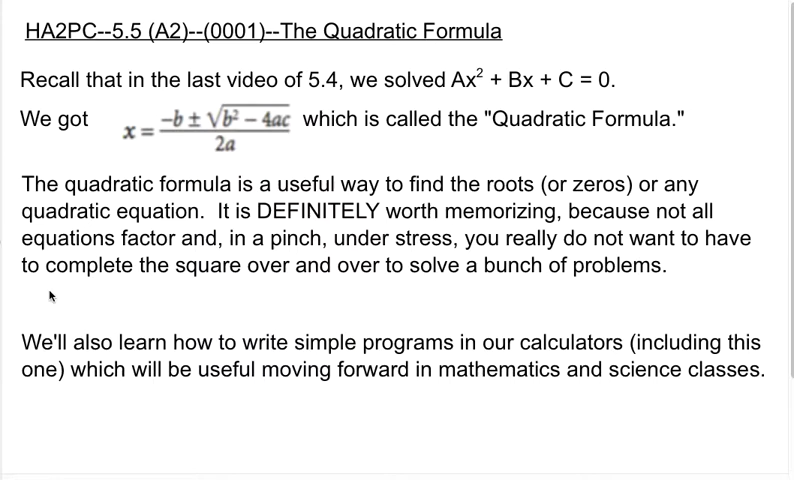 HA2PC--5.5 (A2)--(0001)--The Quadratic Formula
Recall that in the last video of 5.4, we solved Ax² + Bx + C = 0.
We got x = (-b ± √(b² – 4ac))/(2a) which is called the "Quadratic Formula."
The quadratic formula is a useful way to find the roots (or zeros) or any
quadratic equation. It is DEFINITELY worth memorizing, because not all
equations factor and, in a pinch, under stress, you really do not want to have
to complete the square over and over to solve a bunch of problems.
We'll also learn how to write simple programs in our calculators (including this
one) which will be useful moving forward in mathematics and science classes.